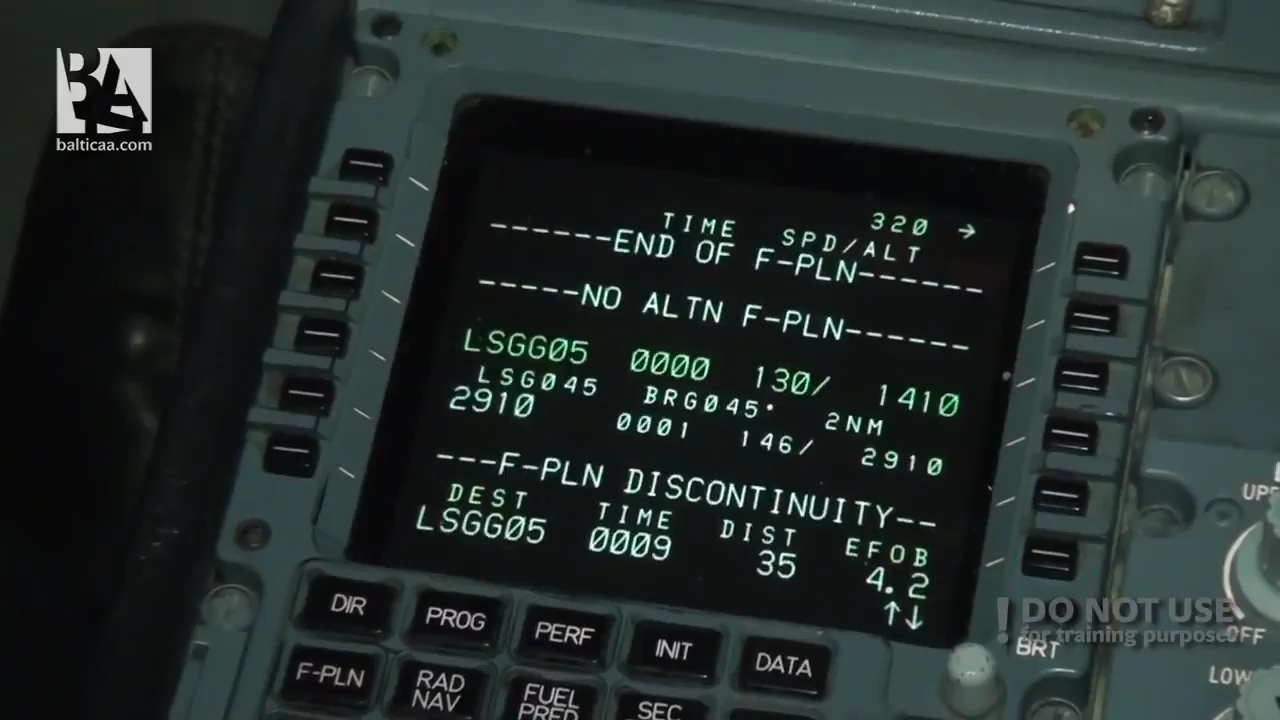 BAA
balticaa.com
320 →
TIME SPD/ALT
------END OF F-PLN------
-----NO ALTN F-PLN------
LSGG05 0000 130/ 1410
LSG045 BRG045° 2NM
2910 0001 146/ 2910
---F-PLN DISCONTINUITY--
DEST TIME DIST EFOB
LSGG05 0009 35 4.2
↑↓
DIR PROG PERF INIT DATA
F-PLN RAD NAV FUEL PRED SEC
BRT
OFF
LOW
! DO NOT USE
for training purposes